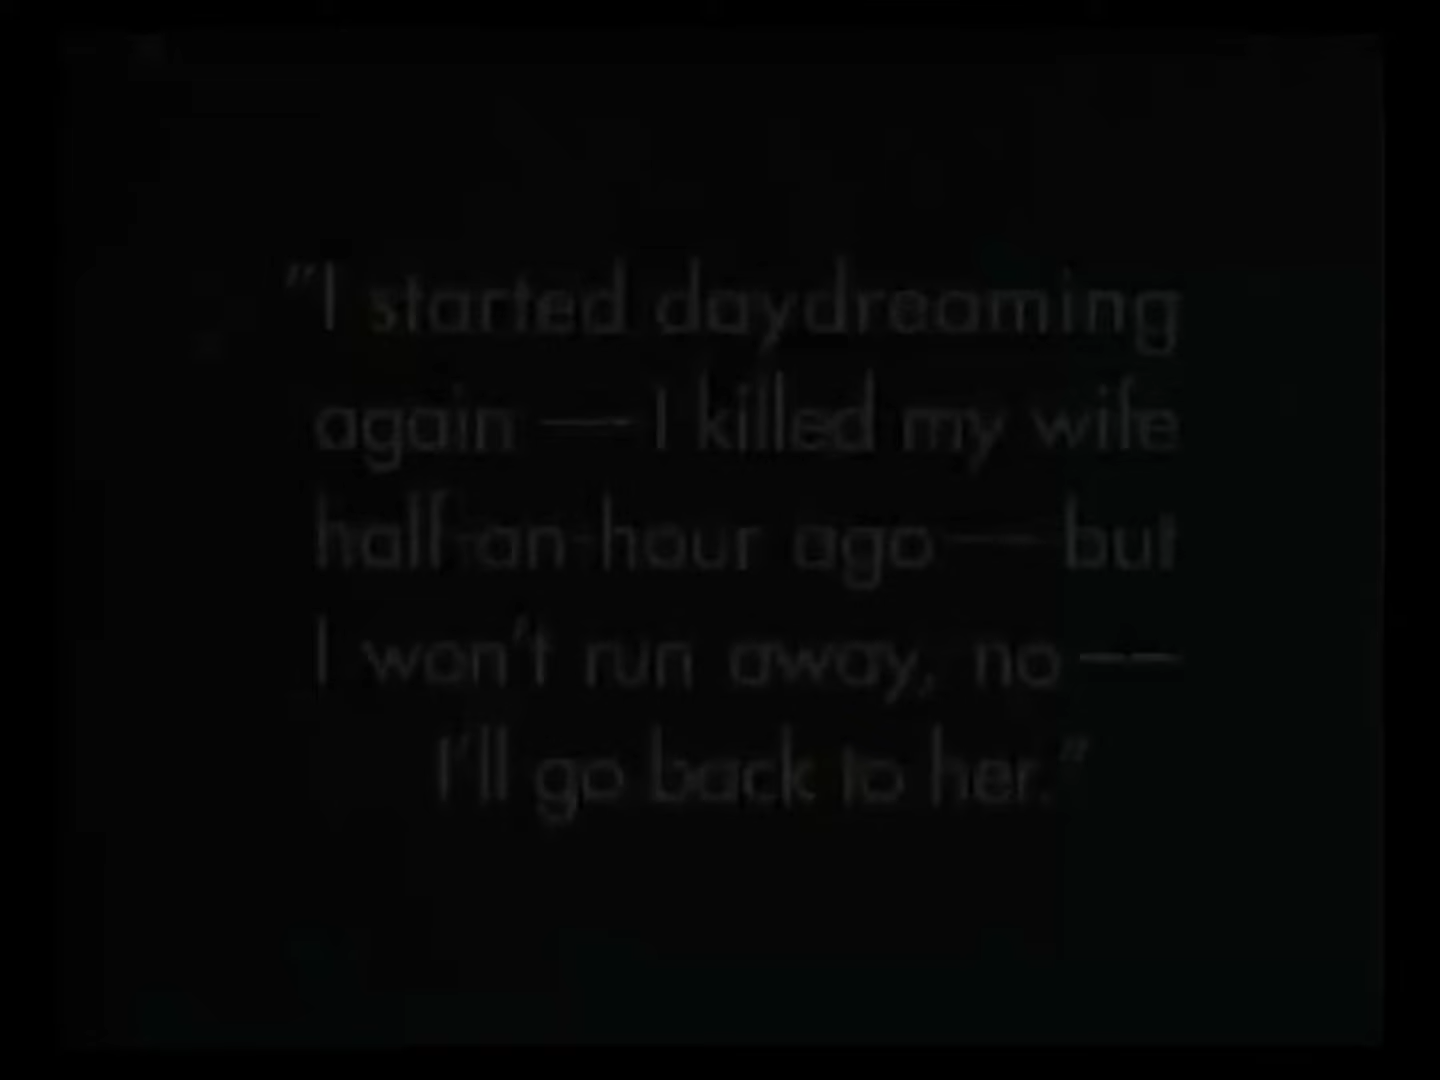 "I started daydreaming
again — I killed my wife
half-an-hour ago — but
I won't run away, no —
I'll go back to her."